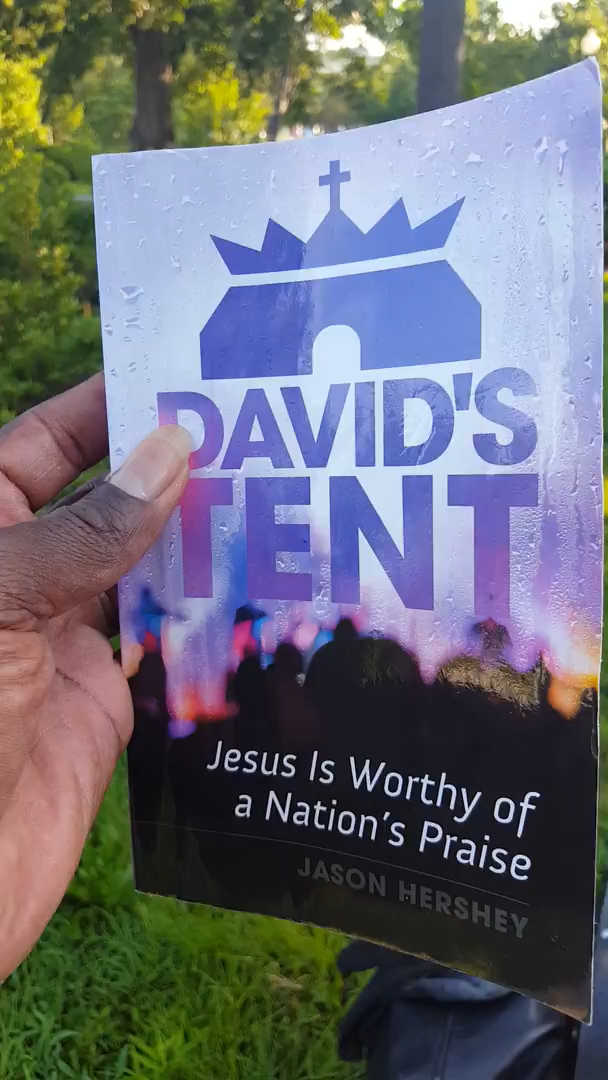 DAVID'S
TENT
Jesus Is Worthy of
a Nation's Praise
JASON HERSHEY